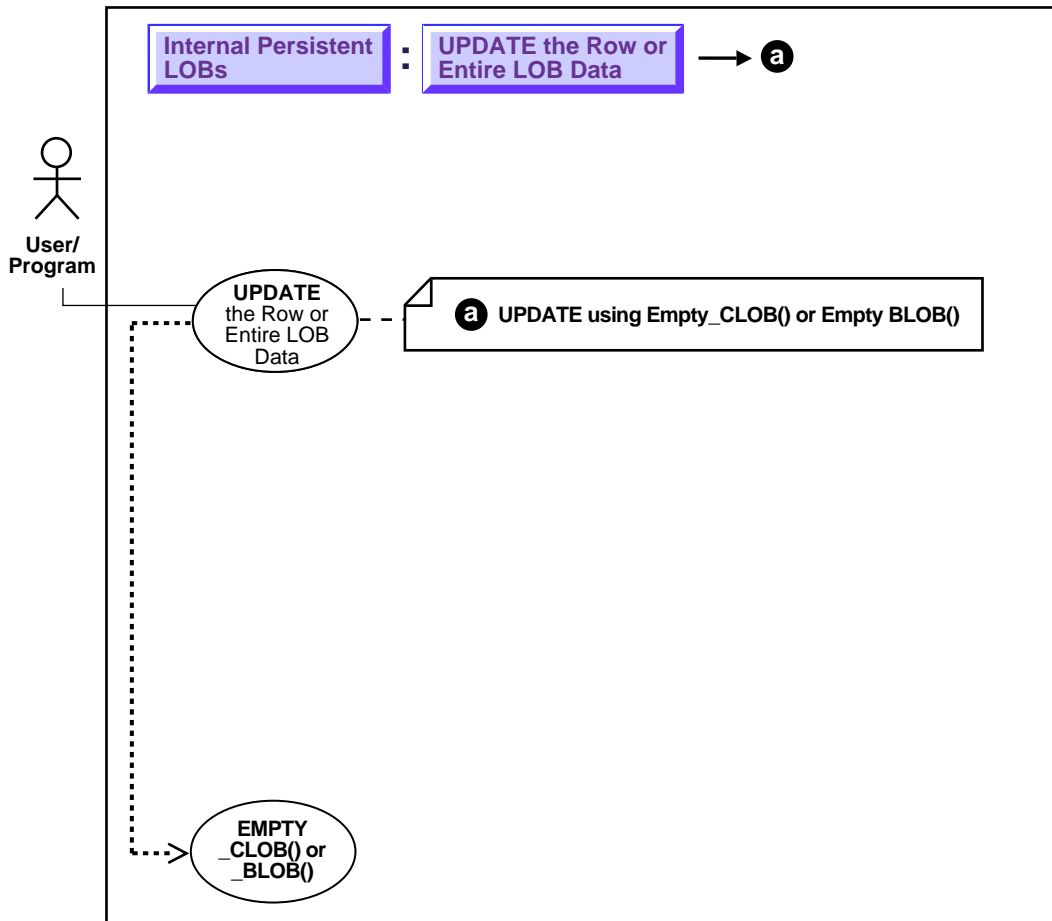 Internal Persistent
LOBs
:
UPDATE the Row or
Entire LOB Data
a
User/
Program
UPDATE
the Row or
Entire LOB
Data
a UPDATE using Empty_CLOB() or Empty BLOB()
EMPTY
_CLOB() or
_BLOB()